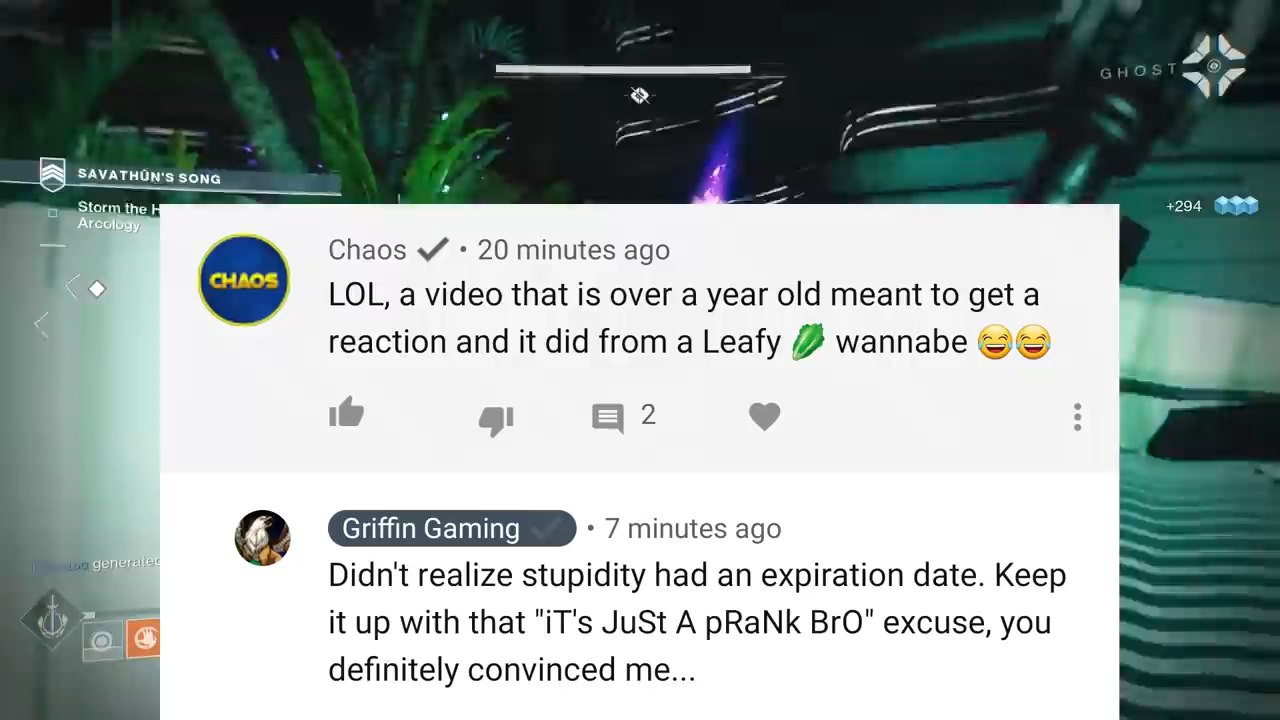 GHOST
SAVATHÛN'S SONG
Storm the H
Arcology
+294
CHAOS
Chaos • 20 minutes ago
LOL, a video that is over a year old meant to get a
reaction and it did from a Leafy 🥬 wannabe 😂😂
2
Griffin Gaming • 7 minutes ago
Didn't realize stupidity had an expiration date. Keep
it up with that "iT's JuSt A pRaNk BrO" excuse, you
definitely convinced me...
generated